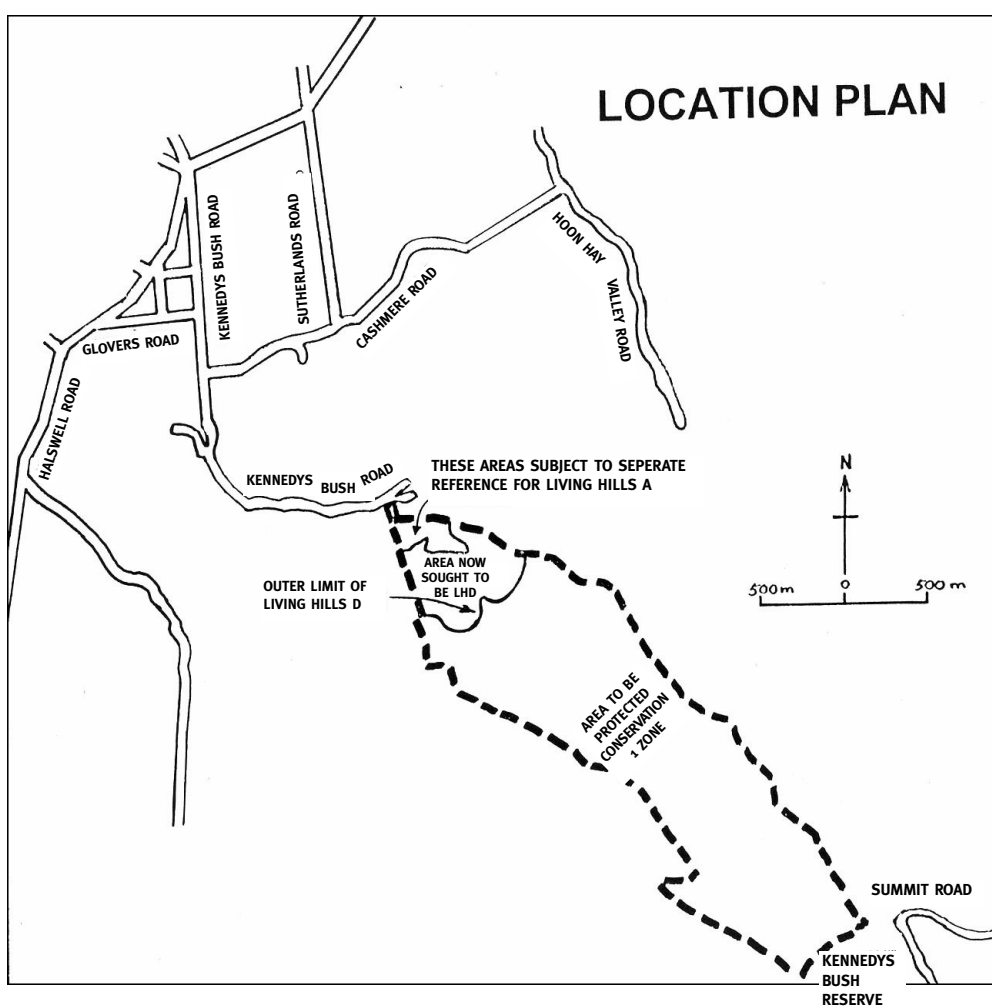 LOCATION PLAN
KENNEDYS BUSH ROAD
SUTHERLANDS ROAD
HOON HAY
VALLEY ROAD
CASHMERE ROAD
GLOVERS ROAD
HALSWELL ROAD
KENNEDYS BUSH ROAD
THESE AREAS SUBJECT TO SEPERATE
REFERENCE FOR LIVING HILLS A
N
500m 0 500m
AREA NOW
SOUGHT TO
BE LHD
OUTER LIMIT OF
LIVING HILLS D
AREA TO BE
PROTECTED
CONSERVATION
1 ZONE
SUMMIT ROAD
KENNEDYS
BUSH
RESERVE